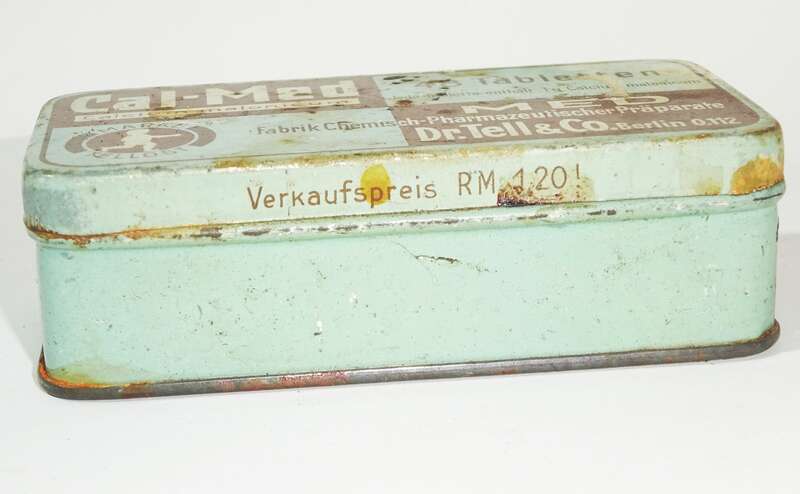 Cal-Med
Tabletten
MED
Fabrik Chemisch-Pharmazeutischer Präparate
Dr. Tell & Co. Berlin O.112
Verkaufspreis RM 1.20!